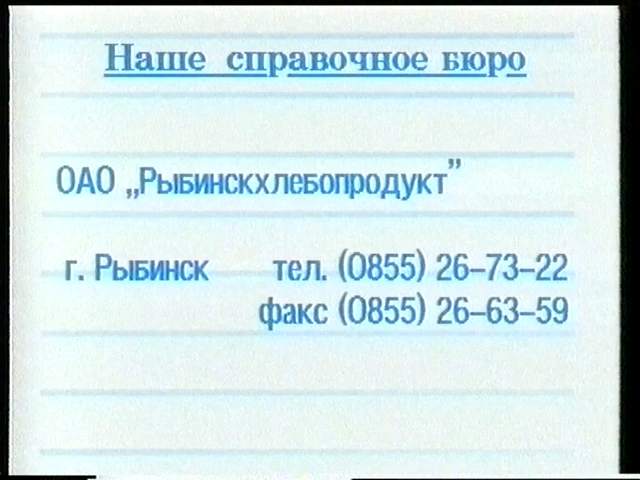 Наше справочное бюро
ОАО „Рыбинскхлебопродукт”
г. Рыбинск тел. (0855) 26–73–22
факс (0855) 26–63–59